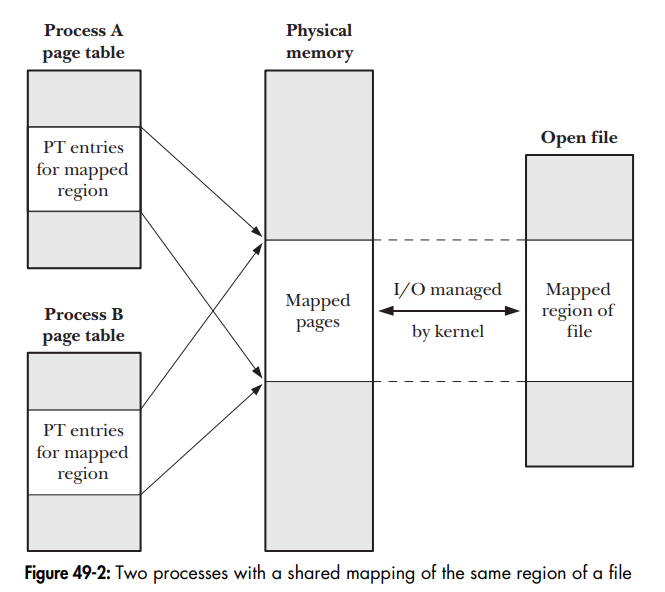 Process A
page table
PT entries
for mapped
region
Process B
page table
PT entries
for mapped
region
Physical
memory
Mapped
pages
I/O managed
by kernel
Open file
Mapped
region of
file
Figure 49-2: Two processes with a shared mapping of the same region of a file